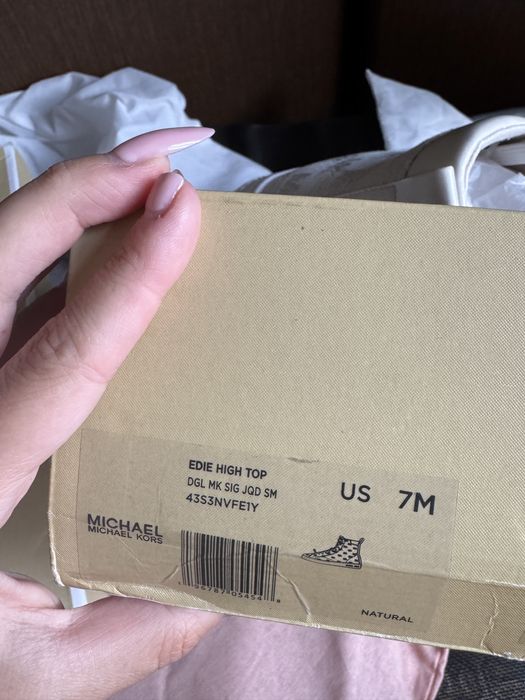 EDIE HIGH TOP
DGL MK SIG JQD SM
43S3NVFE1Y
US 7M
MICHAEL
MICHAEL KORS
NATURAL